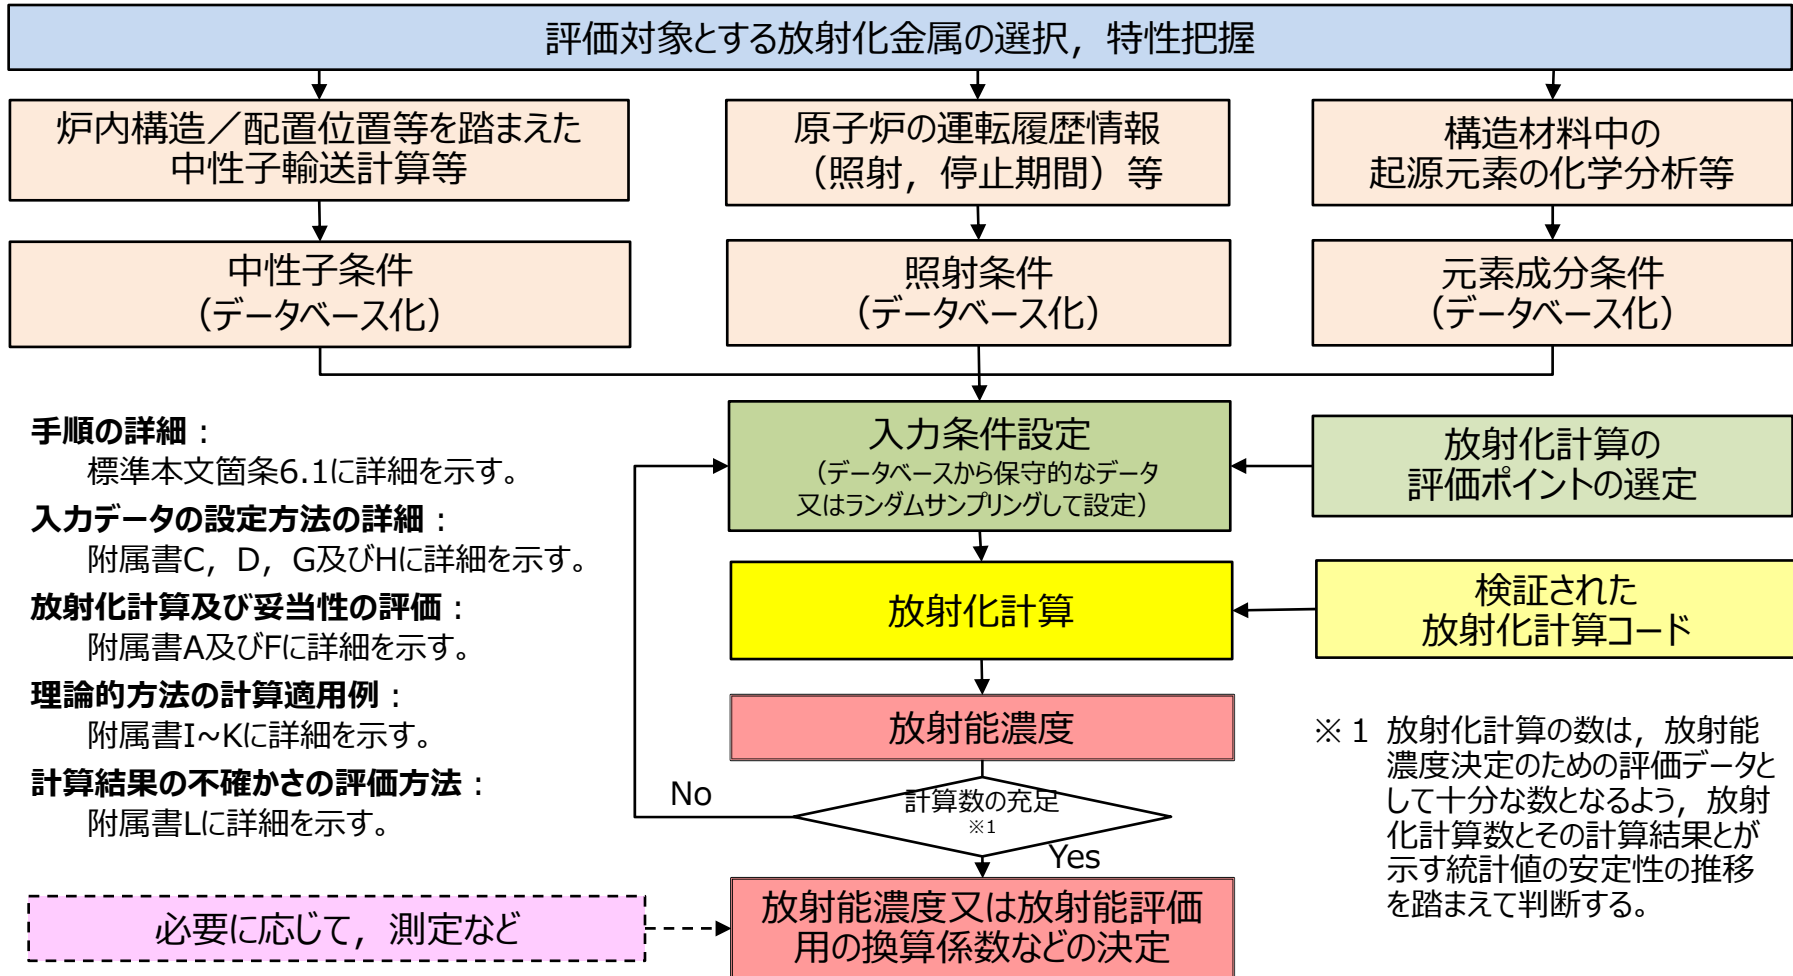 評価対象とする放射化金属の選択，特性把握
炉内構造／配置位置等を踏まえた
中性子輸送計算等
原子炉の運転履歴情報
（照射，停止期間）等
構造材料中の
起源元素の化学分析等
中性子条件
（データベース化）
照射条件
（データベース化）
元素成分条件
（データベース化）
手順の詳細：
標準本文箇条6.1に詳細を示す。
入力データの設定方法の詳細：
附属書C，D，G及びHに詳細を示す。
放射化計算及び妥当性の評価：
附属書A及びFに詳細を示す。
理論的方法の計算適用例：
附属書I~Kに詳細を示す。
計算結果の不確かさの評価方法：
附属書Lに詳細を示す。
入力条件設定
（データベースから保守的なデータ
又はランダムサンプリングして設定）
放射化計算の
評価ポイントの選定
放射化計算
検証された
放射化計算コード
放射能濃度
計算数の充足
※1
No
Yes
※１ 放射化計算の数は，放射能
濃度決定のための評価データと
して十分な数となるよう，放射
化計算数とその計算結果とが
示す統計値の安定性の推移
を踏まえて判断する。
必要に応じて，測定など
放射能濃度又は放射能評価
用の換算係数などの決定